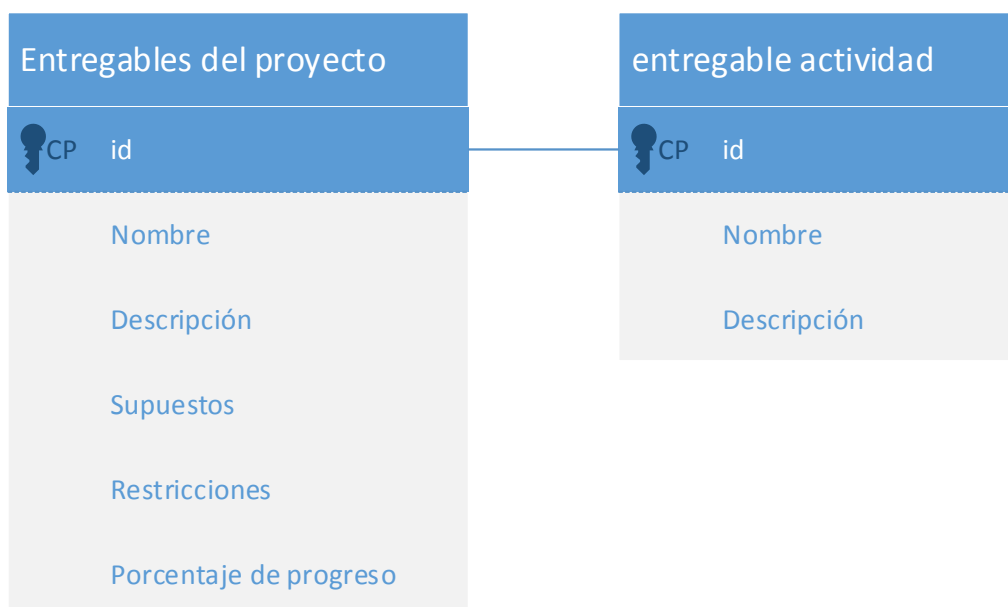 Entregables del proyecto
CP id
Nombre
Descripción
Supuestos
Restricciones
Porcentaje de progreso
entregable actividad
CP id
Nombre
Descripción